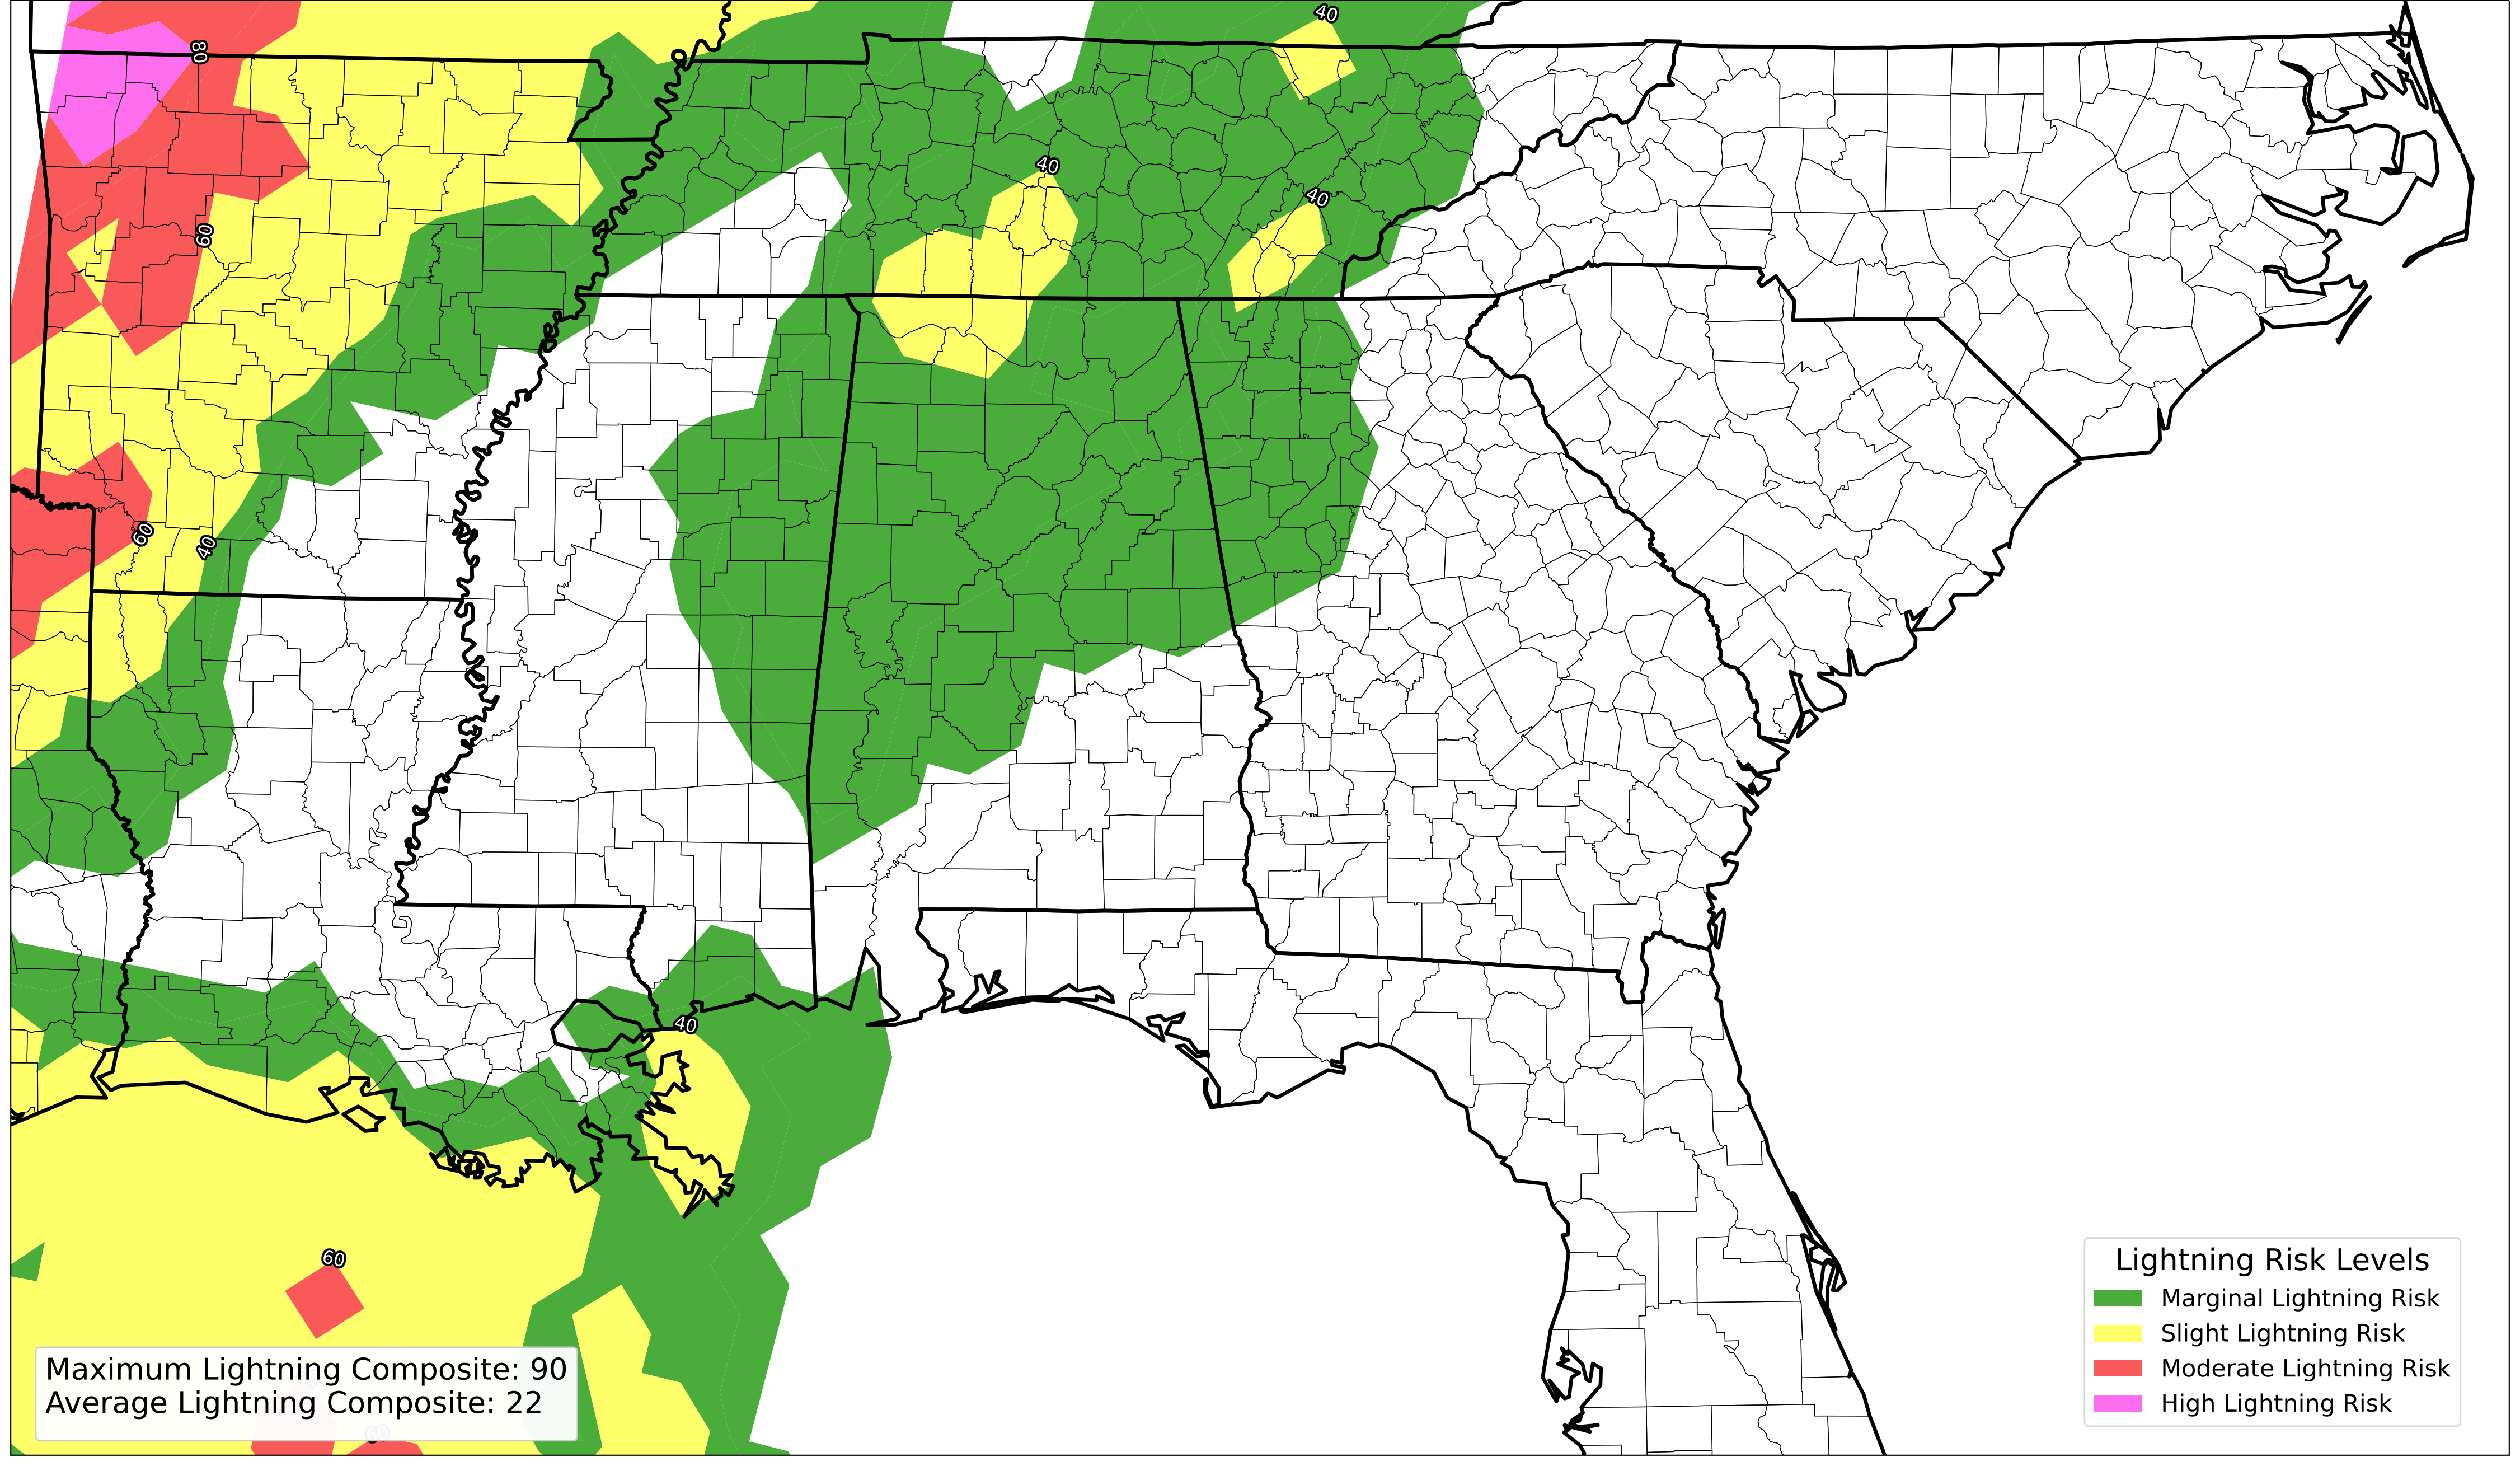 40
80
40
40
60
60
40
40
60
Lightning Risk Levels
Marginal Lightning Risk
Slight Lightning Risk
Moderate Lightning Risk
High Lightning Risk
Maximum Lightning Composite: 90
Average Lightning Composite: 22
60